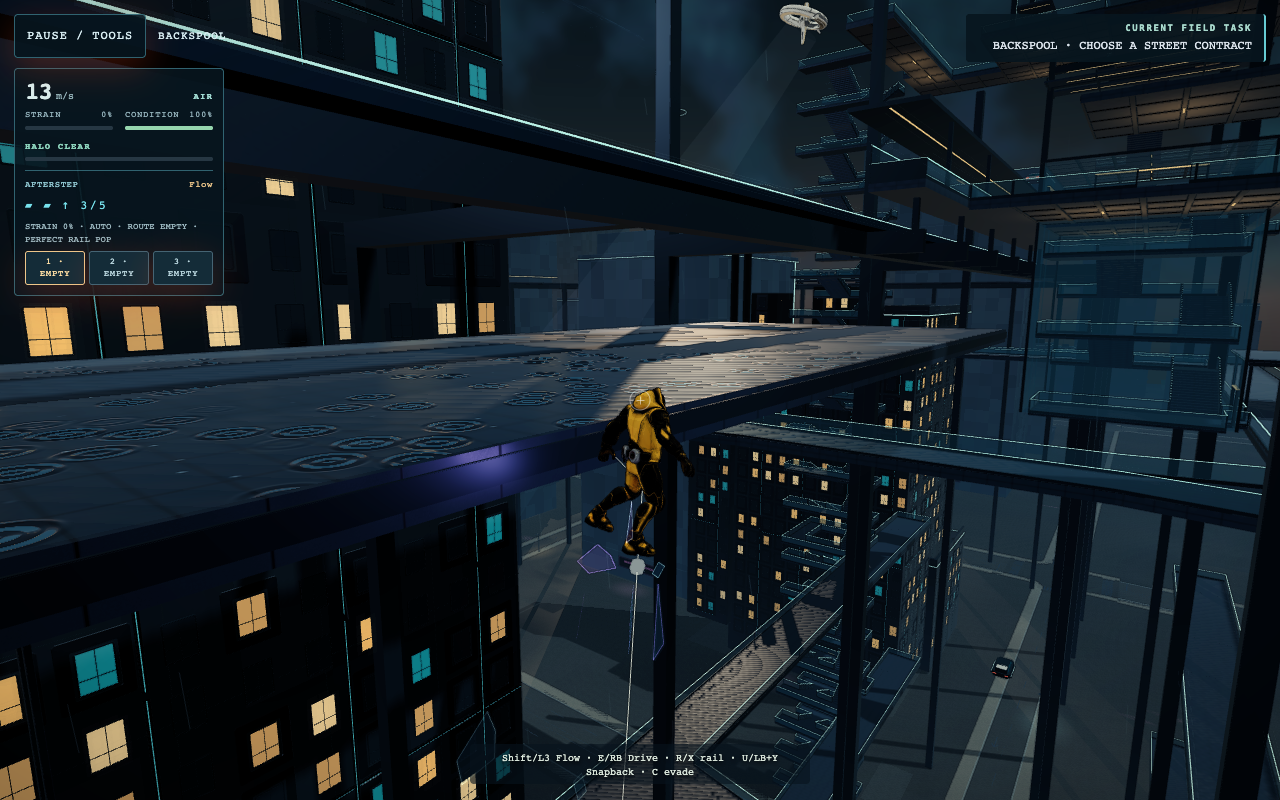 PAUSE / TOOLS
BACKSPOOL
CURRENT FIELD TASK
BACKSPOOL · CHOOSE A STREET CONTRACT
13 m/s
AIR
STRAIN 0%
CONDITION 100%
HALO CLEAR
AFTERSTEP
Flow
↑ 3/5
STRAIN 0% · AUTO · ROUTE EMPTY ·
PERFECT RAIL POP
1 · EMPTY
2 · EMPTY
3 · EMPTY
Shift/L3 Flow · E/RB Drive · R/X rail · U/LB+Y
Snapback · C evade